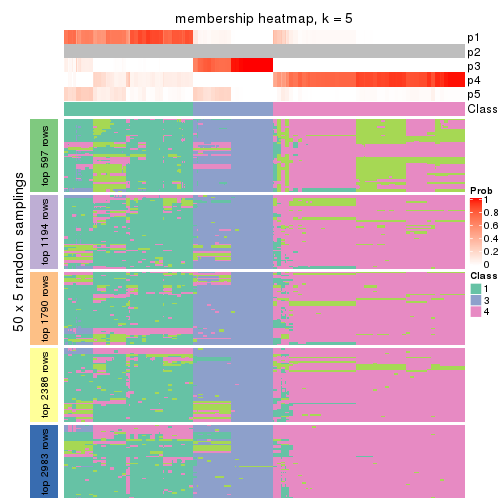 membership heatmap, k = 5
p1
p2
p3
p4
p5
Class
50 x 5 random samplings
top 597 rows
top 1194 rows
top 1790 rows
top 2386 rows
top 2983 rows
Prob
1
0.8
0.6
0.4
0.2
0
Class
1
3
4